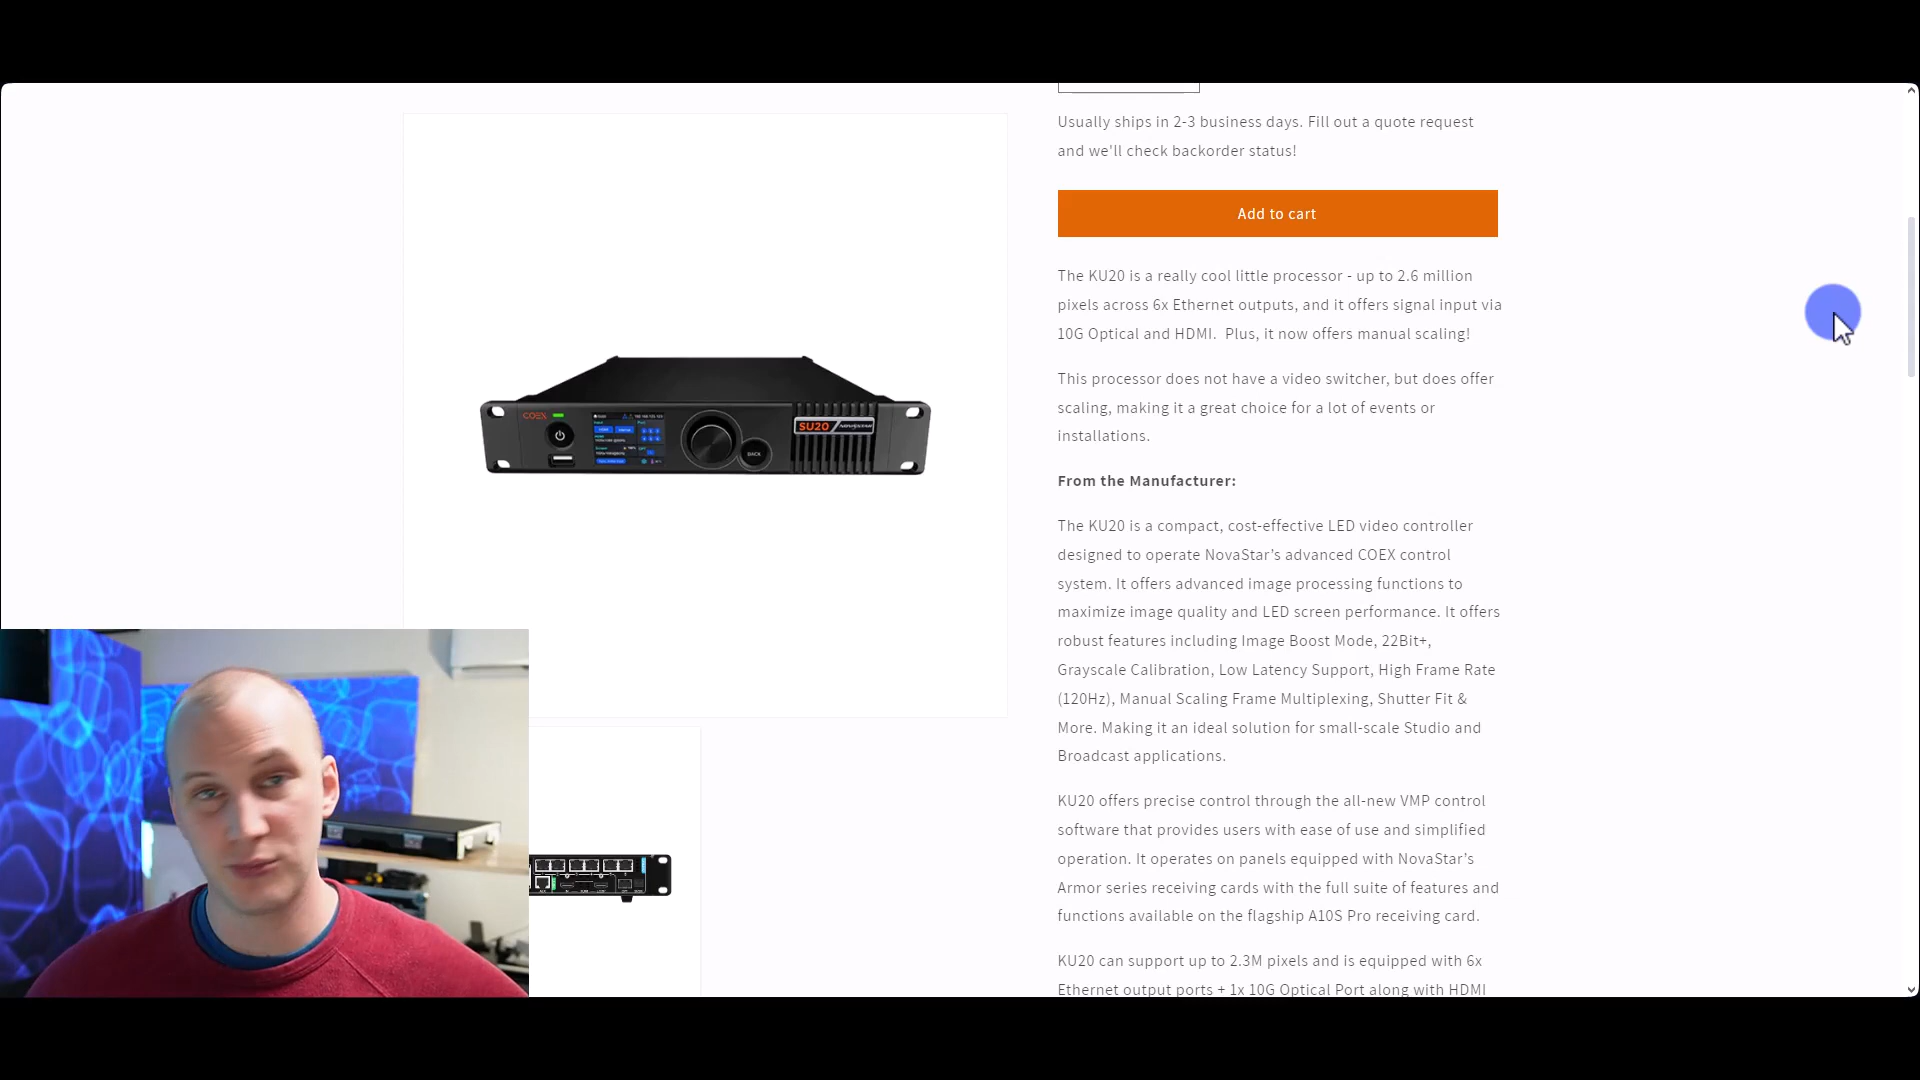 Usually ships in 2-3 business days. Fill out a quote request
and we'll check backorder status!
Add to cart
The KU20 is a really cool little processor - up to 2.6 million
pixels across 6x Ethernet outputs, and it offers signal input via
10G Optical and HDMI. Plus, it now offers manual scaling!
This processor does not have a video switcher, but does offer
scaling, making it a great choice for a lot of events or
installations.
From the Manufacturer:
The KU20 is a compact, cost-effective LED video controller
designed to operate NovaStar’s advanced COEX control
system. It offers advanced image processing functions to
maximize image quality and LED screen performance. It offers
robust features including Image Boost Mode, 22Bit+,
Grayscale Calibration, Low Latency Support, High Frame Rate
(120Hz), Manual Scaling Frame Multiplexing, Shutter Fit &
More. Making it an ideal solution for small-scale Studio and
Broadcast applications.
KU20 offers precise control through the all-new VMP control
software that provides users with ease of use and simplified
operation. It operates on panels equipped with NovaStar’s
Armor series receiving cards with the full suite of features and
functions available on the flagship A10S Pro receiving card.
KU20 can support up to 2.3M pixels and is equipped with 6x
Ethernet output ports + 1x 10G Optical Port along with HDMI
COEX
SU20 NOVASTAR
BACK